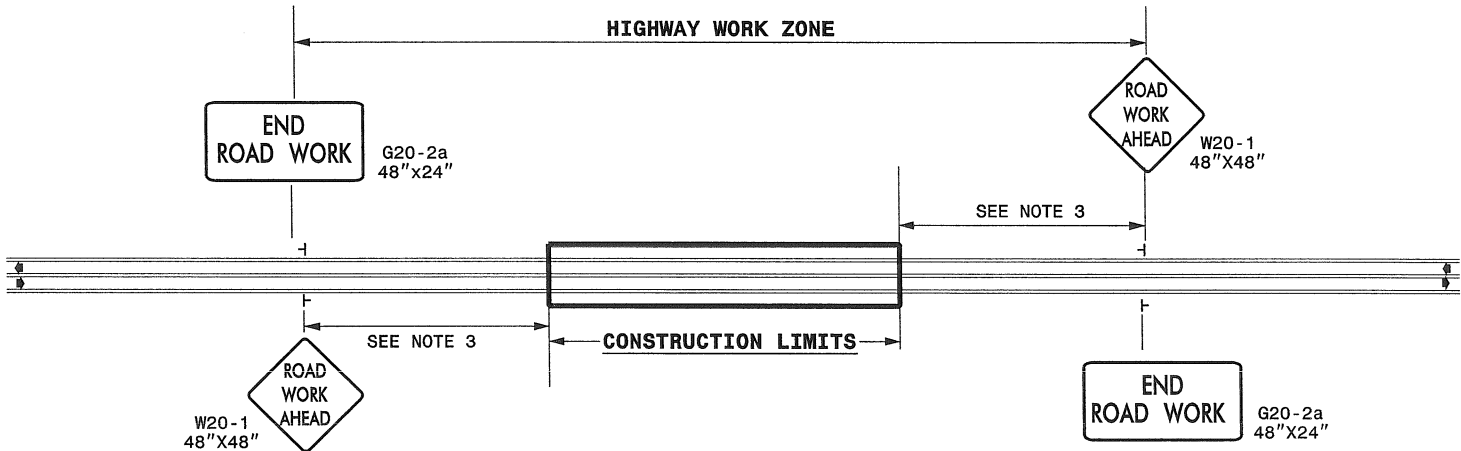 HIGHWAY WORK ZONE
END
ROAD WORK
G20-2a
48"x24"
ROAD
WORK
AHEAD
W20-1
48"X48"
SEE NOTE 3
SEE NOTE 3
CONSTRUCTION LIMITS
ROAD
WORK
AHEAD
W20-1
48"X48"
END
ROAD WORK
G20-2a
48"X24"